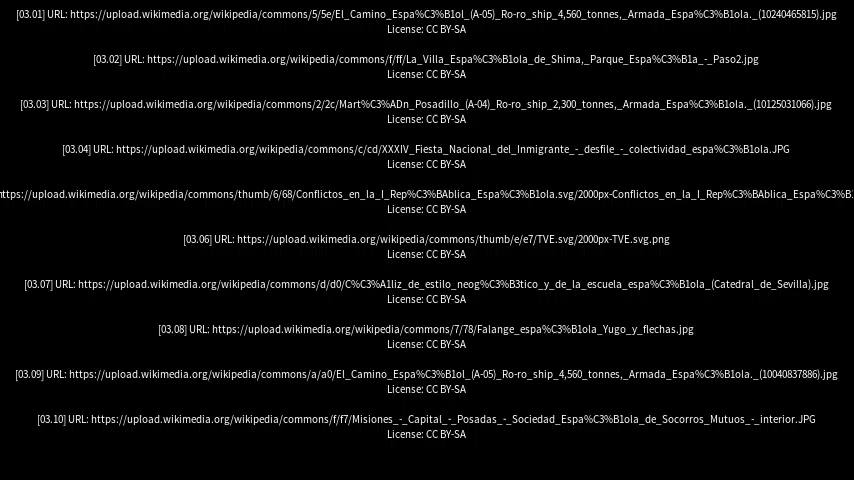 [03.01] URL: https://upload.wikimedia.org/wikipedia/commons/5/5e/El_Camino_Espa%C3%B1ol_(A-05)_Ro-ro_ship_4,560_tonnes,_Armada_Espa%C3%B1ola._(10240465815).jpg
License: CC BY-SA
[03.02] URL: https://upload.wikimedia.org/wikipedia/commons/f/ff/La_Villa_Espa%C3%B1ola_de_Shima,_Parque_Espa%C3%B1a_-_Paso2.jpg
License: CC BY-SA
[03.03] URL: https://upload.wikimedia.org/wikipedia/commons/2/2c/Mart%C3%ADn_Posadillo_(A-04)_Ro-ro_ship_2,300_tonnes,_Armada_Espa%C3%B1ola._(10125031066).jpg
License: CC BY-SA
[03.04] URL: https://upload.wikimedia.org/wikipedia/commons/c/cd/XXXIV_Fiesta_Nacional_del_Inmigrante_-_desfile_-_colectividad_espa%C3%B1ola.JPG
License: CC BY-SA
https://upload.wikimedia.org/wikipedia/commons/thumb/6/68/Conflictos_en_la_I_Rep%C3%BAblica_Espa%C3%B1ola.svg/2000px-Conflictos_en_la_I_Rep%C3%BAblica_Espa%C3%B
License: CC BY-SA
[03.06] URL: https://upload.wikimedia.org/wikipedia/commons/thumb/e/e7/TVE.svg/2000px-TVE.svg.png
License: CC BY-SA
[03.07] URL: https://upload.wikimedia.org/wikipedia/commons/d/d0/C%C3%A1liz_de_estilo_neog%C3%B3tico_y_de_la_escuela_espa%C3%B1ola_(Catedral_de_Sevilla).jpg
License: CC BY-SA
[03.08] URL: https://upload.wikimedia.org/wikipedia/commons/7/78/Falange_espa%C3%B1ola_Yugo_y_flechas.jpg
License: CC BY-SA
[03.09] URL: https://upload.wikimedia.org/wikipedia/commons/a/a0/El_Camino_Espa%C3%B1ol_(A-05)_Ro-ro_ship_4,560_tonnes,_Armada_Espa%C3%B1ola._(10040837886).jpg
License: CC BY-SA
[03.10] URL: https://upload.wikimedia.org/wikipedia/commons/f/f7/Misiones_-_Capital_-_Posadas_-_Sociedad_Espa%C3%B1ola_de_Socorros_Mutuos_-_interior.JPG
License: CC BY-SA